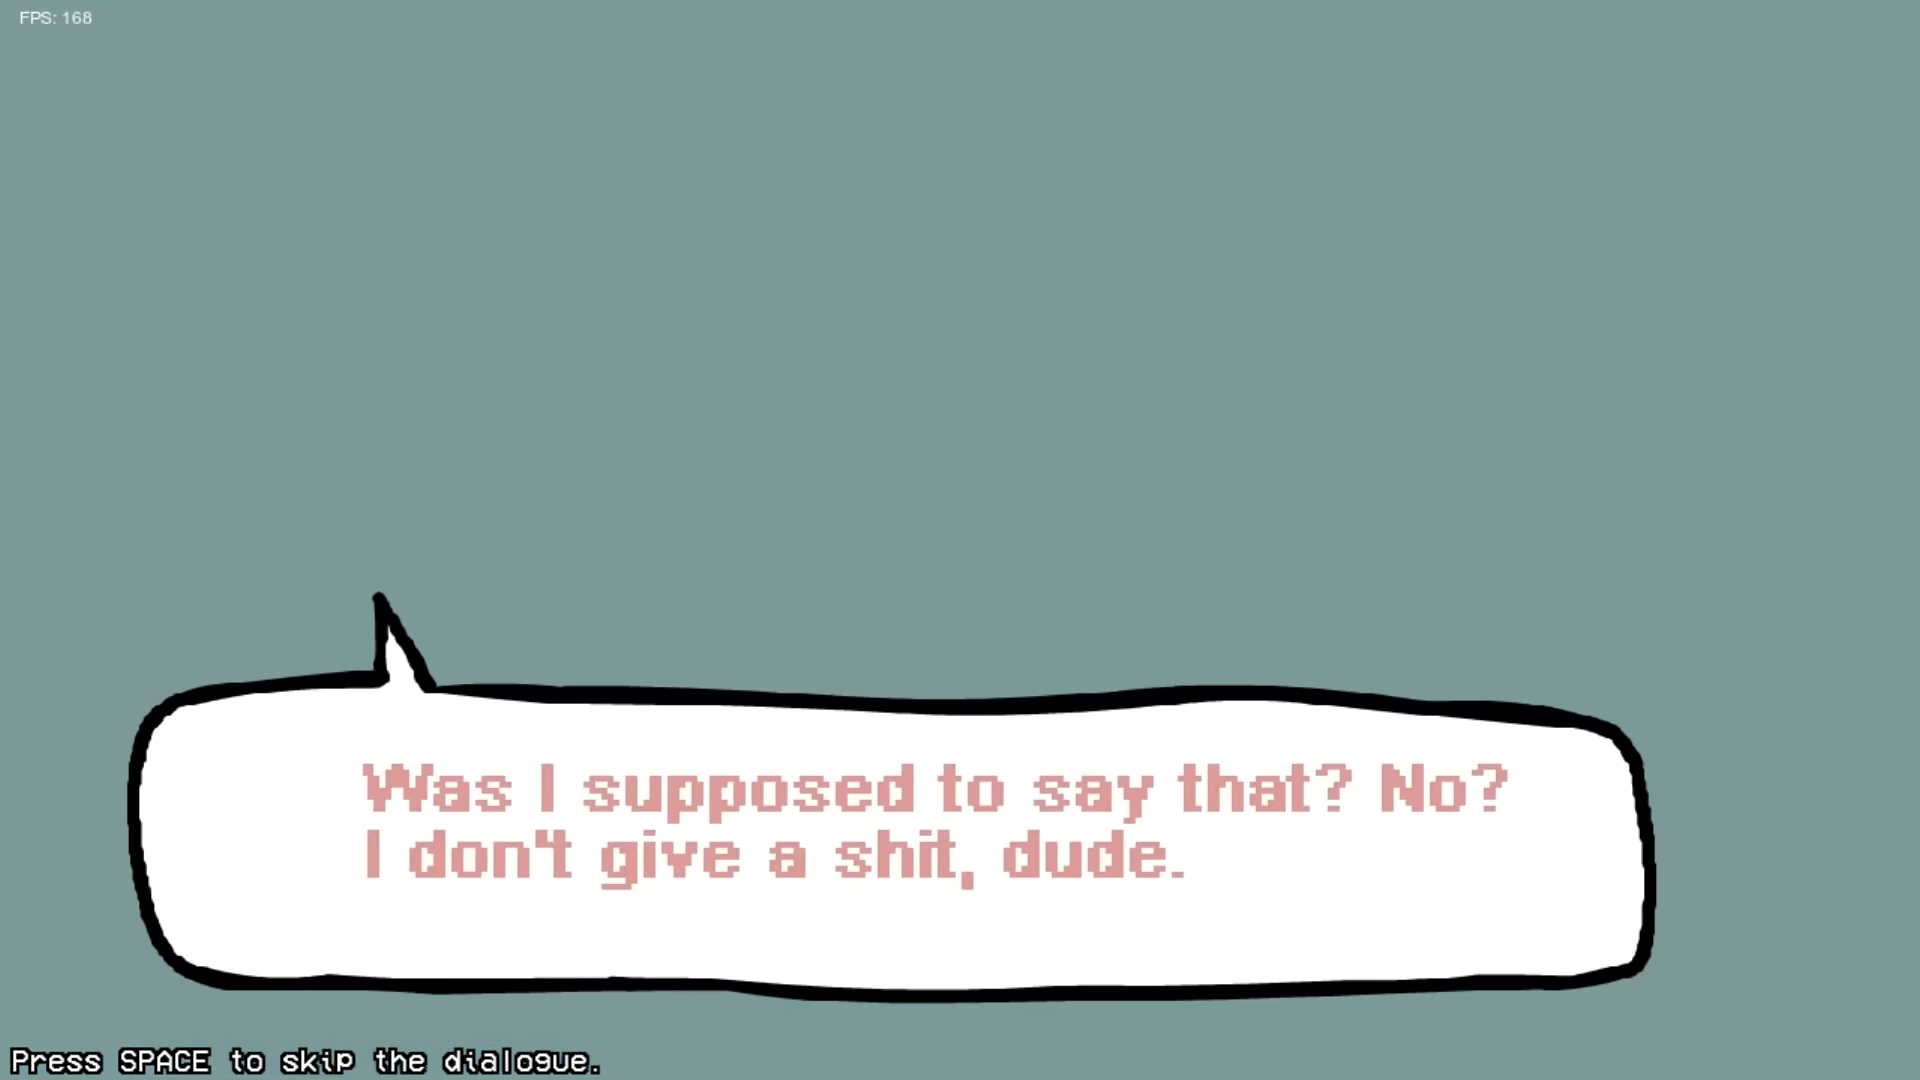 FPS: 168
Was I supposed to say that? No?
I don't give a shit, dude.
Press SPACE to skip the dialogue.